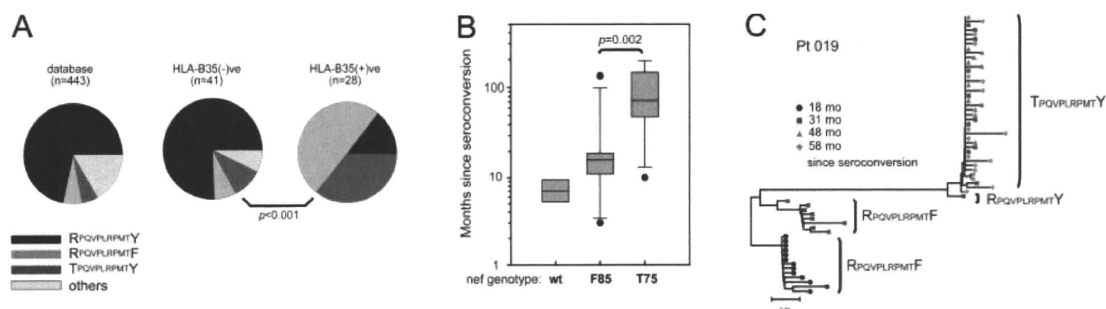 A
database
(n=443)
HLA-B35(-)ve
(n=41)
HLA-B35(+)ve
(n=28)
p<0.001
RPQVPLRPMTY
RPQVPLRPMTF
TPQVPLRPMTY
others
B
p=0.002
Months since seroconversion
100
10
1
nef genotype: wt F85 T75
C
Pt 019
18 mo
31 mo
48 mo
58 mo
since seroconversion
TPQVPLRPMTY
RPQVPLRPMTY
RPQVPLRPMTF
RPQVPLRPMTF